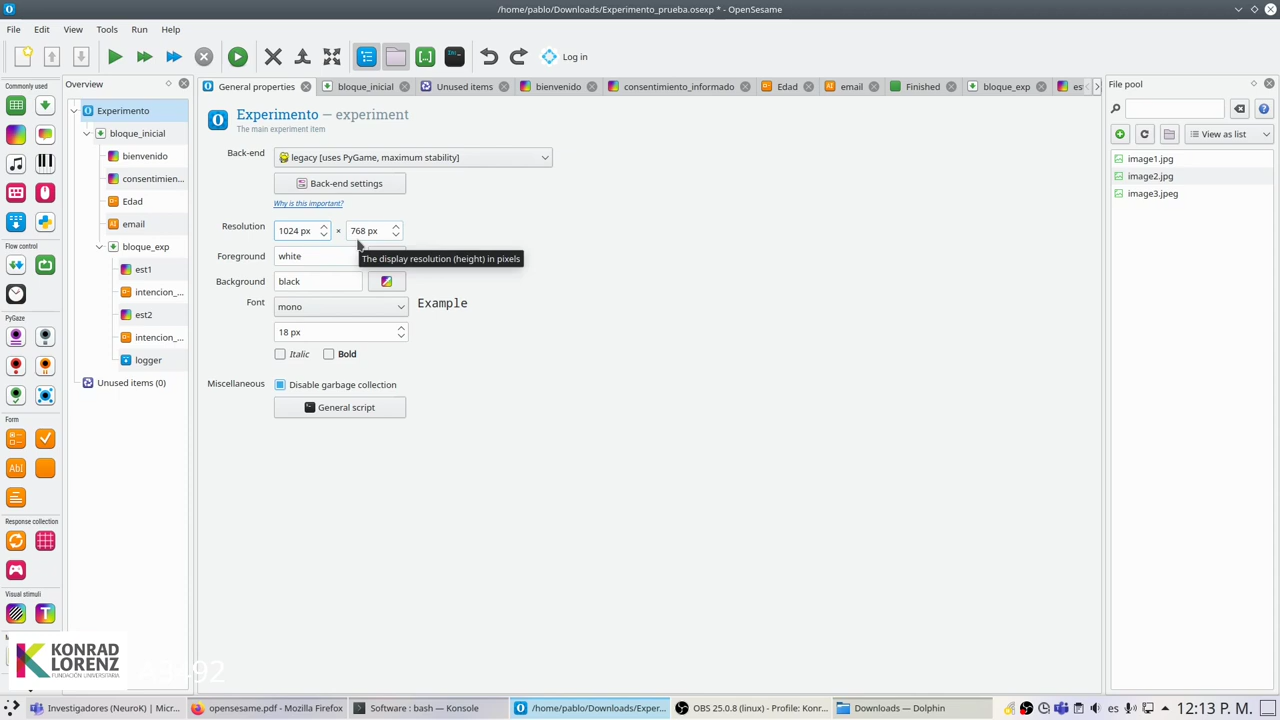 /home/pablo/Downloads/Experimento_prueba.osexp * - OpenSesame
File Edit View Tools Run Help
Log in
Commonly used
Flow control
PyGaze
Form
Response collection
Visual stimuli
Overview
Experimento
bloque_inicial
bienvenido
consentimien...
Edad
email
bloque_exp
est1
intencion_...
est2
intencion_...
logger
Unused items (0)
General properties bloque_inicial Unused items bienvenido consentimiento_informado Edad email Finished bloque_exp es
Experimento — experiment
The main experiment item
Back-end legacy [uses PyGame, maximum stability]
Back-end settings
Why is this important?
Resolution 1024 px × 768 px
The display resolution (height) in pixels
Foreground white
Background black
Font mono Example
18 px
Italic Bold
Miscellaneous Disable garbage collection
General script
File pool
View as list
image1.jpg
image2.jpg
image3.jpeg
KONRAD
LORENZ
FUNDACIÓN UNIVERSITARIA
Investigadores (NeuroK) | Micr... opensesame.pdf - Mozilla Firefox Software : bash — Konsole /home/pablo/Downloads/Exper... OBS 25.0.8 (linux) - Profile: Konr... Downloads — Dolphin es 12:13 P. M.